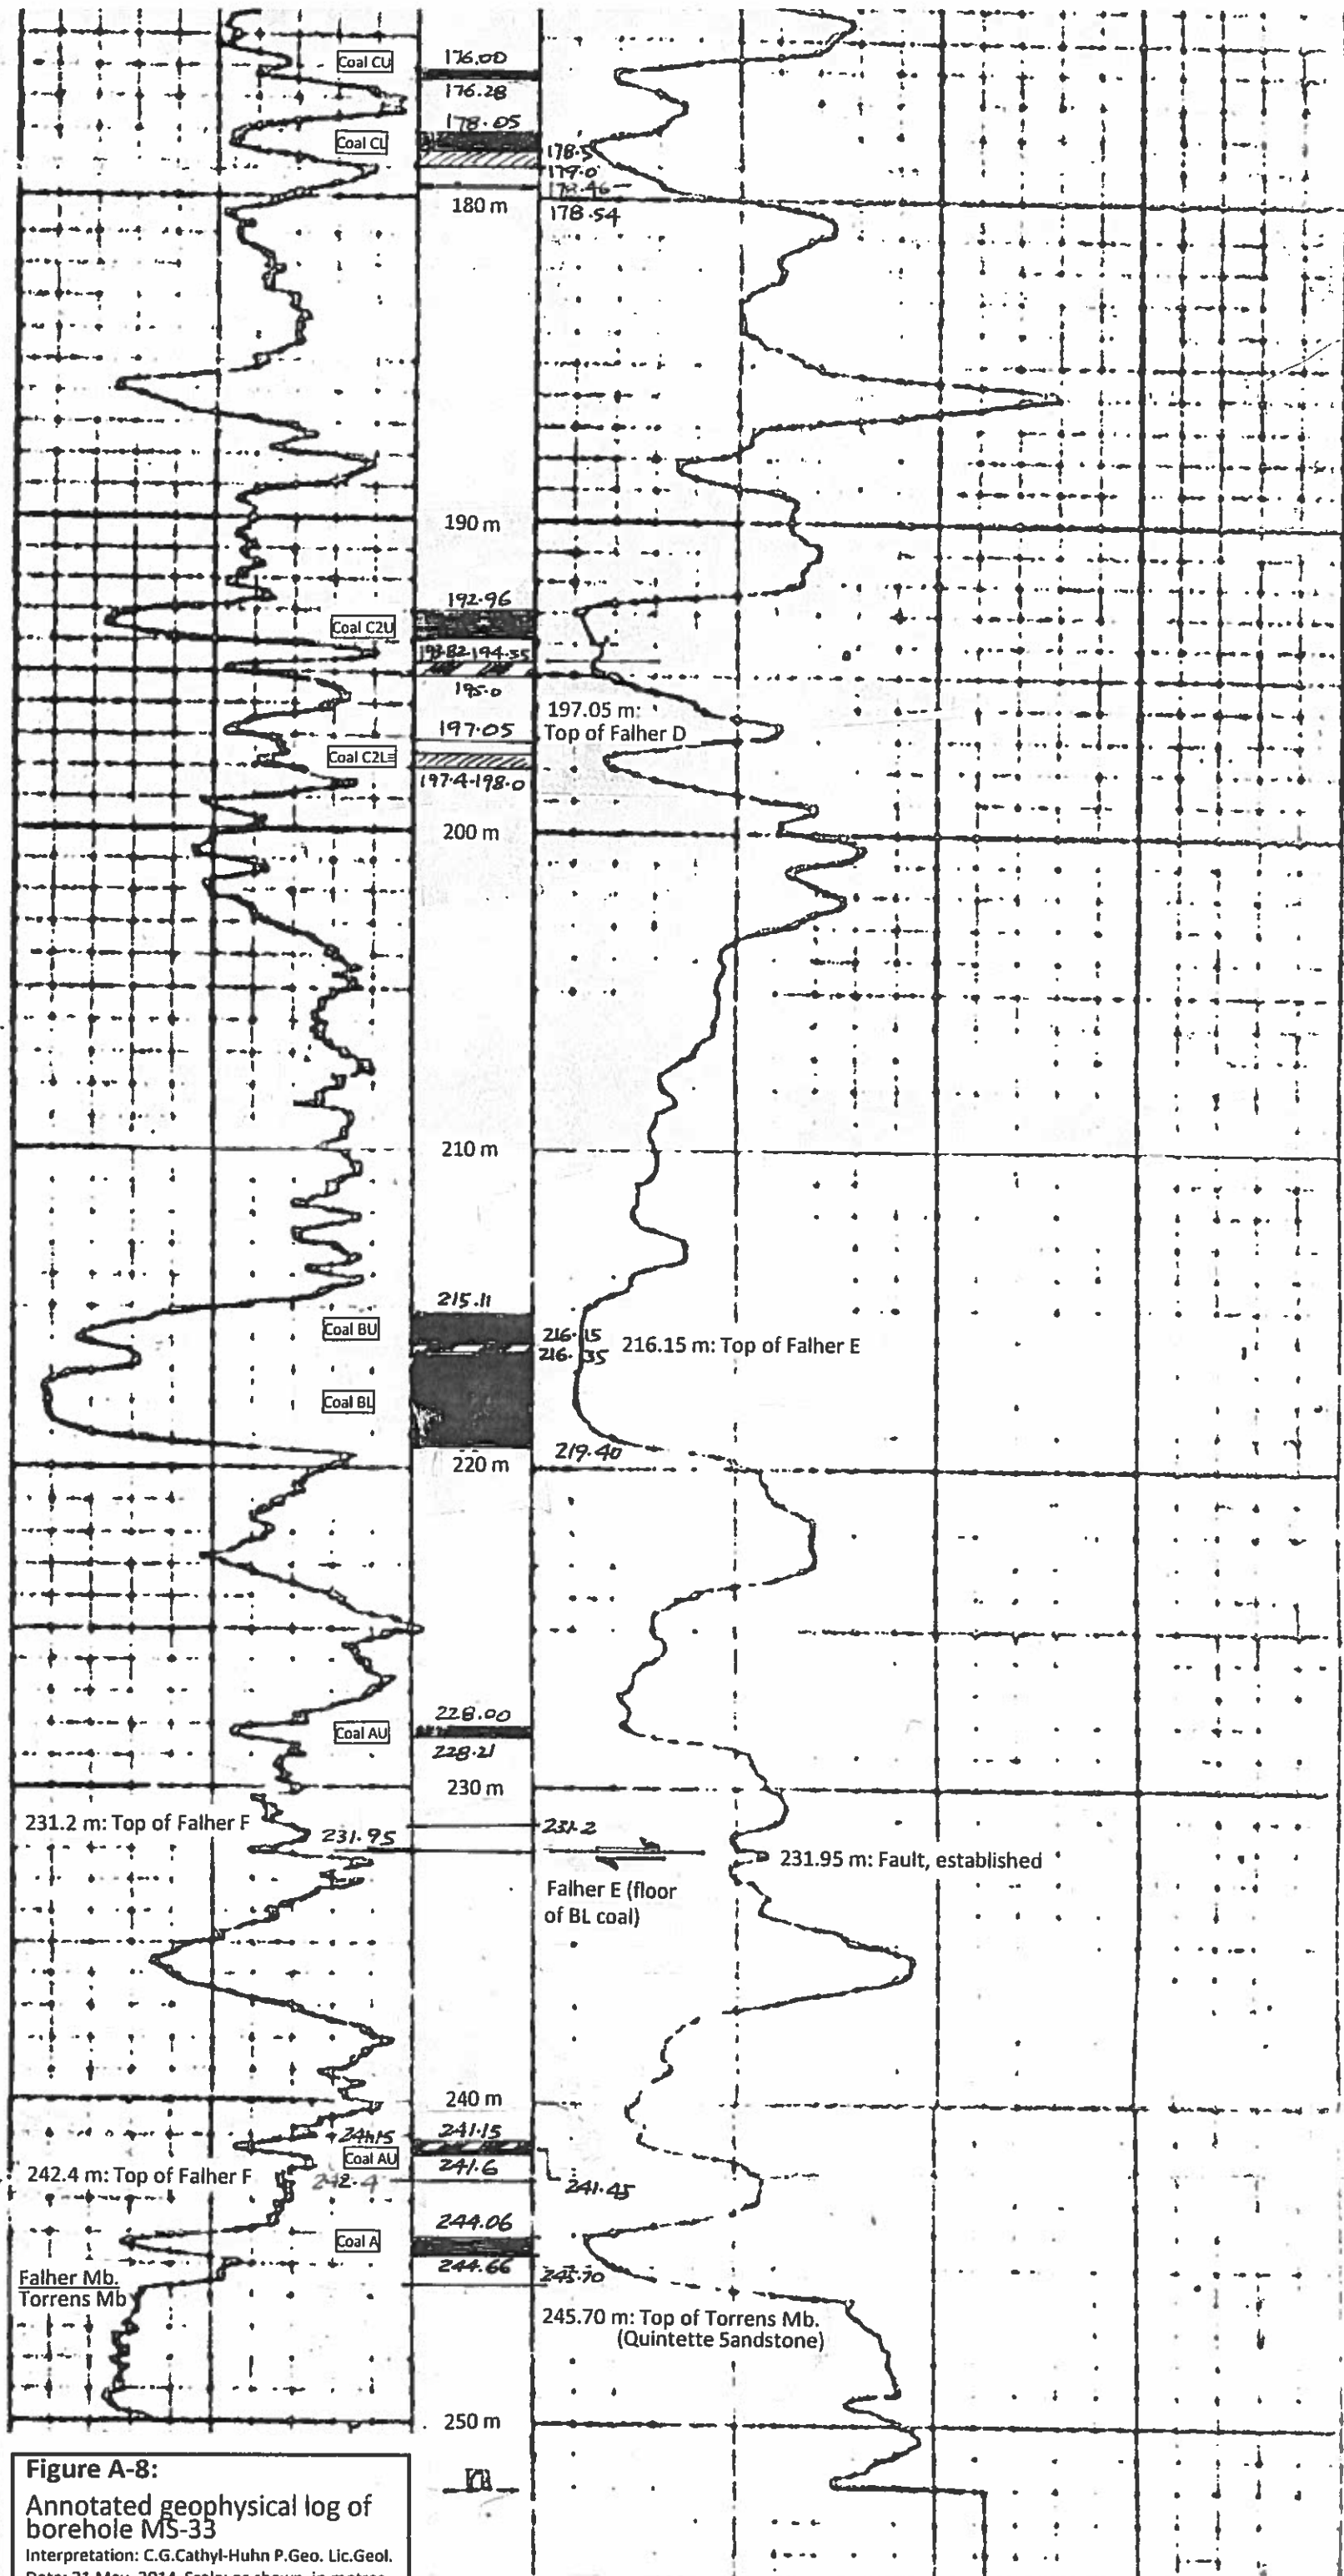 Coal CU
176.00
176.28
178.05
Coal CL
178.5
179.0
178.46
180 m
178.54
190 m
192.96
Coal C2U
193.82-194.35
195.0
197.05 m:
Top of Falher D
197.05
Coal C2L
197.4-198.0
200 m
210 m
215.11
Coal BU
216.15
216.35
216.15 m: Top of Falher E
Coal BL
219.40
220 m
228.00
Coal AU
228.21
230 m
231.2 m: Top of Falher F
231.2
231.95
231.95 m: Fault, established
Falher E (floor
of BL coal)
240 m
241.15
241.15
Coal AU
241.6
242.4 m: Top of Falher F
242.4
241.45
244.06
Coal A
244.66
Falher Mb.
Torrens Mb
245.70
245.70 m: Top of Torrens Mb.
(Quintette Sandstone)
250 m
Figure A-8:
Annotated geophysical log of
borehole MS-33
Interpretation: C.G.Cathyl-Huhn P.Geo. Lic.Geol.